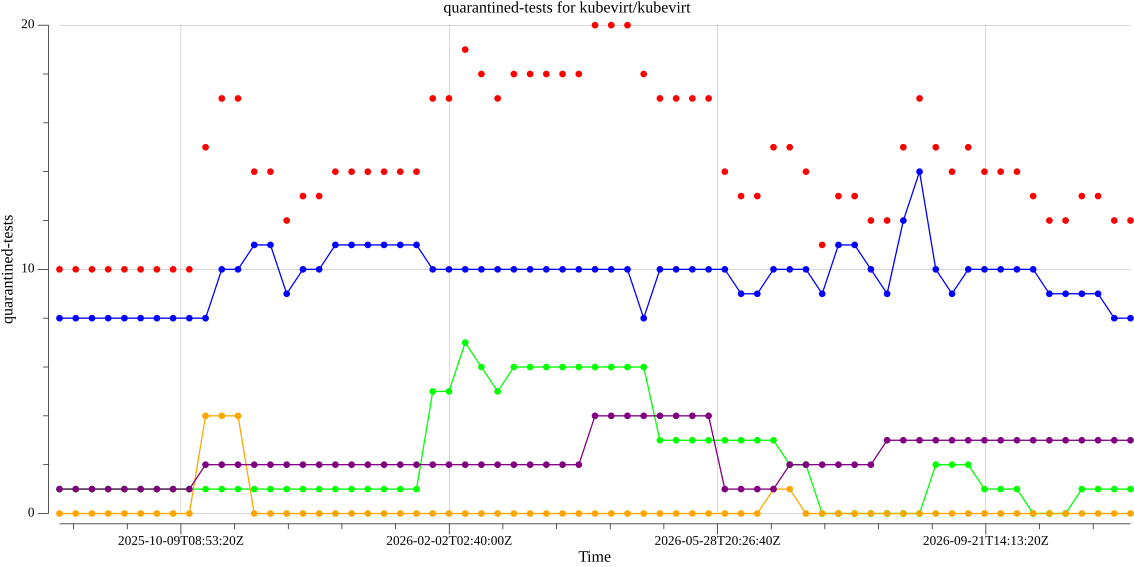 quarantined-tests for kubevirt/kubevirt
20
10
0
quarantined-tests
2025-10-09T08:53:20Z
2026-02-02T02:40:00Z
2026-05-28T20:26:40Z
2026-09-21T14:13:20Z
Time